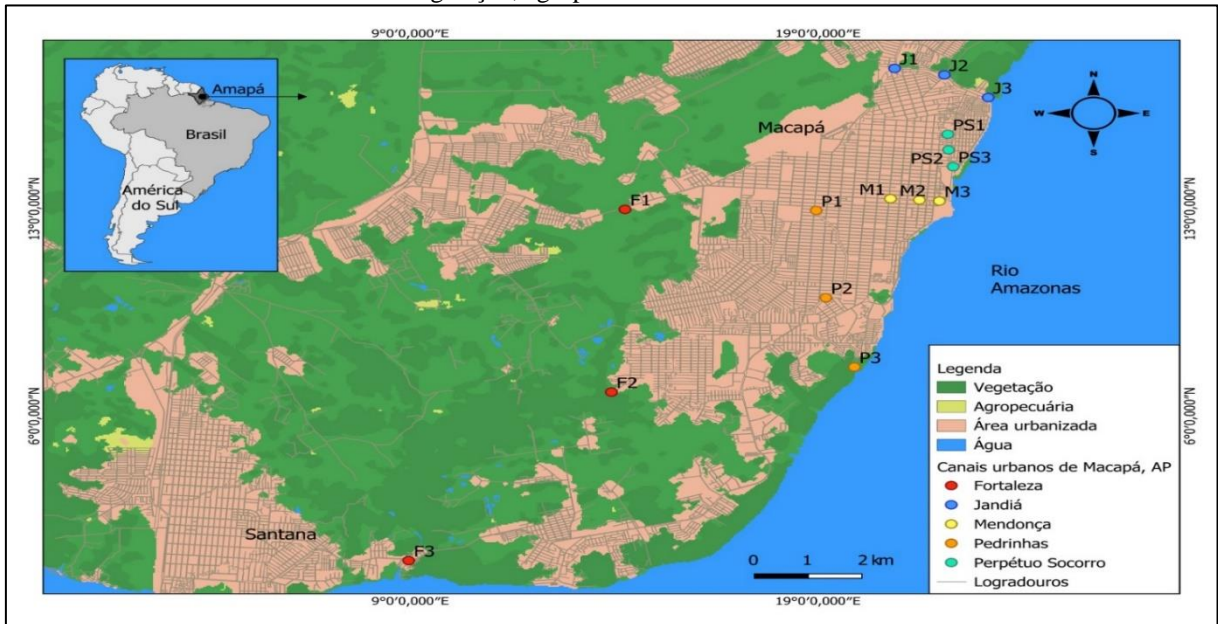 9°0'0,000"E
19°0'0,000"E
J1
J2
J3
Amapá
Brasil
América
do Sul
Macapá
N
W
E
S
PS1
PS2
PS3
M1
M2
M3
F1
P1
13°0'0,000"N
13°0'0,000"N
Rio
Amazonas
P2
P3
F2
6°0'0,000"N
6°0'0,000"N
Santana
F3
0 1 2 km
Legenda
Vegetação
Agropecuária
Área urbanizada
Água
Canais urbanos de Macapá, AP
Fortaleza
Jandiá
Mendonça
Pedrinhas
Perpétuo Socorro
Logradouros
9°0'0,000"E
19°0'0,000"E